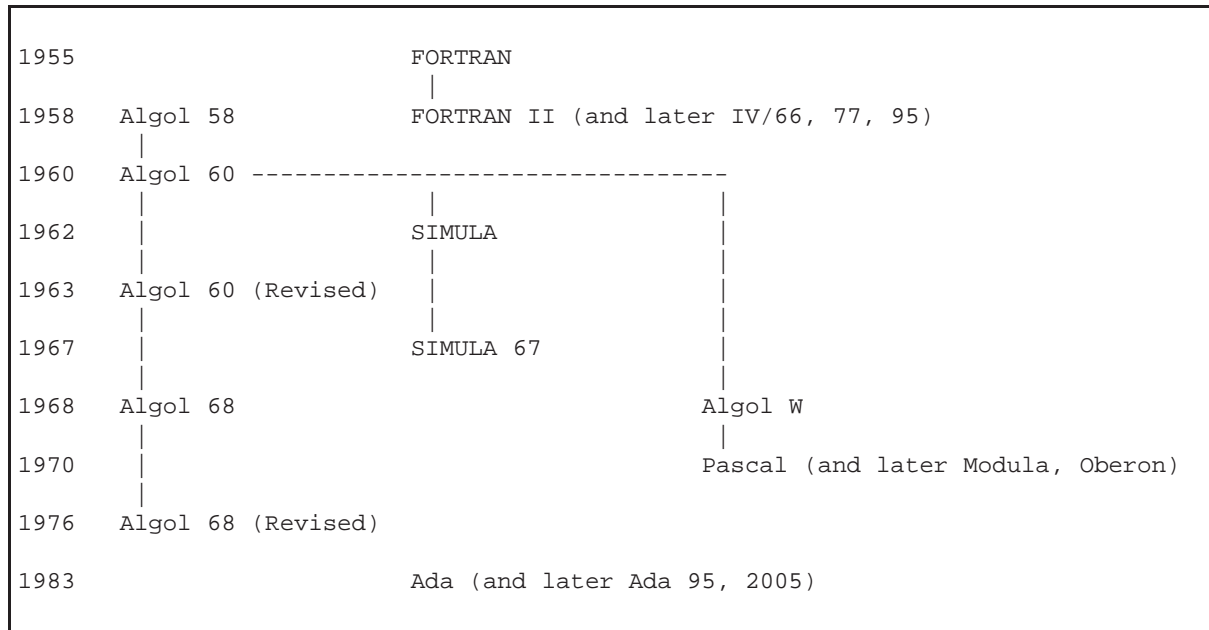 1955                       FORTRAN
                            |
1958   Algol 58            FORTRAN II (and later IV/66, 77, 95)
        |
1960   Algol 60 ---------------------------------
        |                   |                   |
1962    |                  SIMULA               |
        |                   |                   |
1963   Algol 60 (Revised)   |                   |
        |                   |                   |
1967    |                  SIMULA 67            |
        |                                       |
1968   Algol 68                                Algol W
        |                                       |
1970    |                                      Pascal (and later Modula, Oberon)
        |
1976   Algol 68 (Revised)
1983                       Ada (and later Ada 95, 2005)